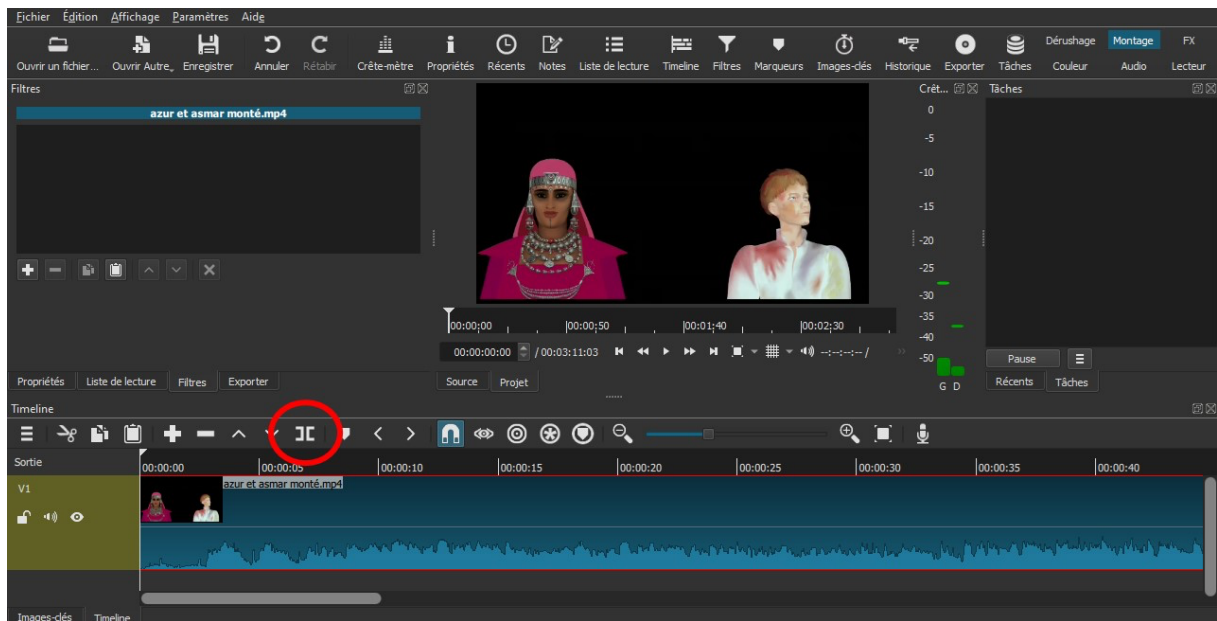 Fichier Édition Affichage Paramètres Aide
Ouvrir un fichier... Ouvrir Autre... Enregistrer Annuler Rétabir Crête-mètre Propriétés Récents Notes Liste de lecture Timeline Filtres Marqueurs Images-clés Historique Exporter Tâches
Dérushage Montage FX
Couleur Audio Lecteur
Filtres
azur et asmar monté.mp4
Crêt...
0
-5
-10
-15
-20
-25
-30
-35
-40
-50
G D
Tâches
Pause
Récents Tâches
00:00;00 00:00;50 00:01;40 00:02;30
00:00:00:00 / 00:03:11:03 --:--:--:-- /
Propriétés Liste de lecture Filtres Exporter
Source Projet
Timeline
Sortie
00:00:00 00:00:05 00:00:10 00:00:15 00:00:20 00:00:25 00:00:30 00:00:35 00:00:40
V1
azur et asmar monté.mp4
Images-clés Timeline